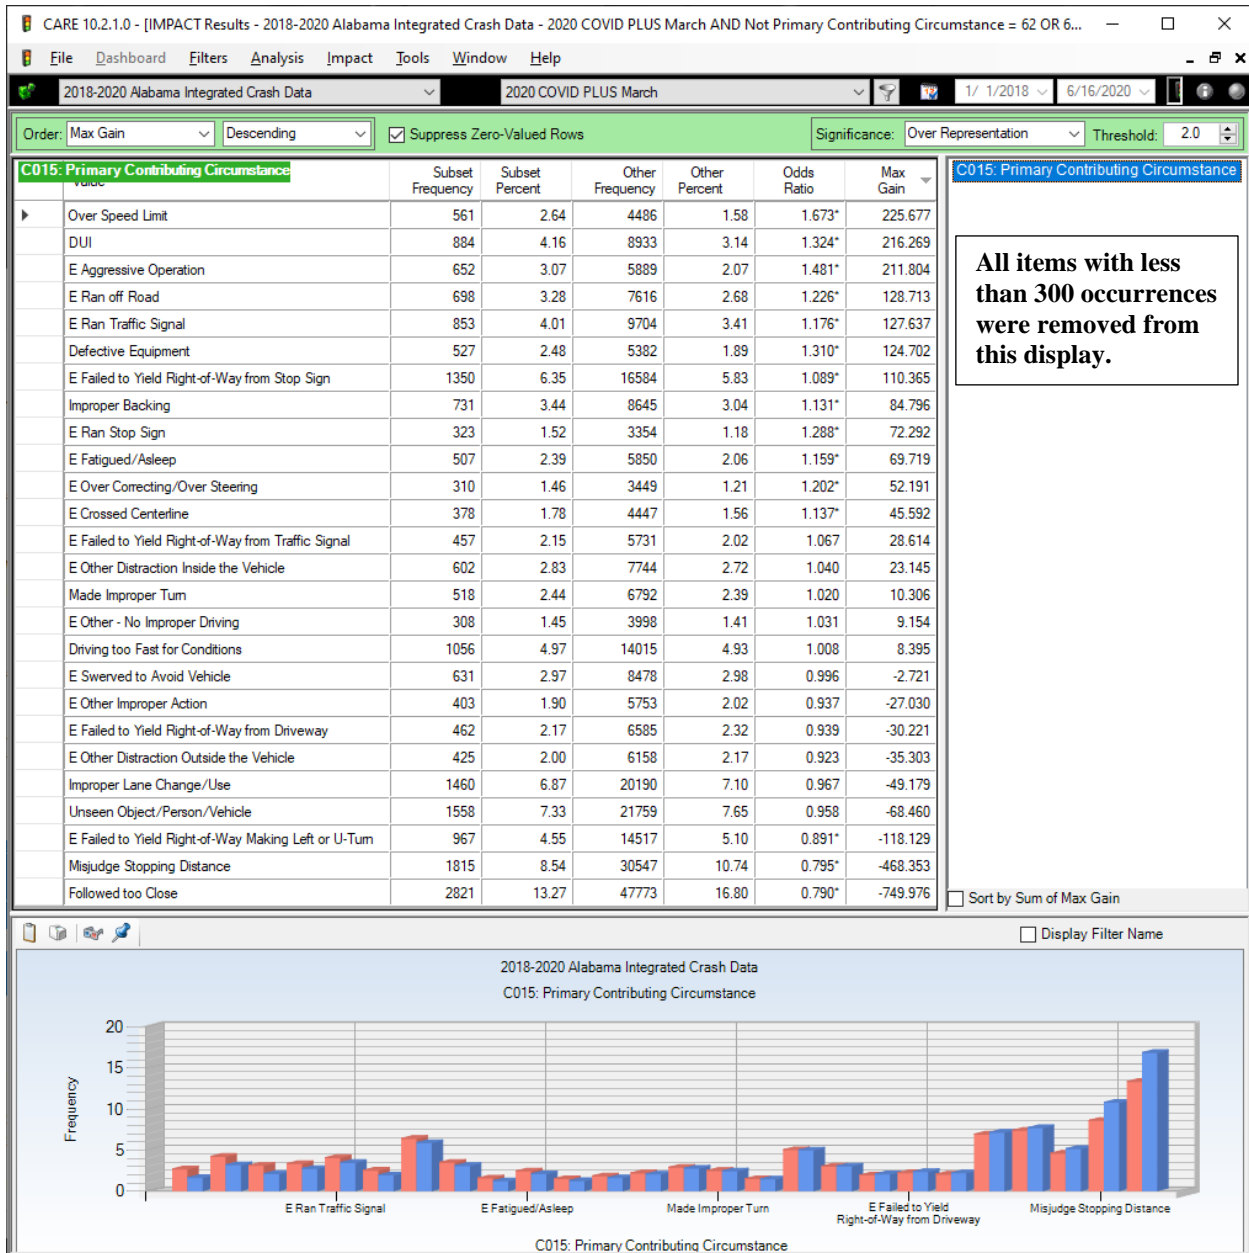 CARE 10.2.1.0 - [IMPACT Results - 2018-2020 Alabama Integrated Crash Data - 2020 COVID PLUS March AND Not Primary Contributing Circumstance = 62 OR 6...
File Dashboard Filters Analysis Impact Tools Window Help
2018-2020 Alabama Integrated Crash Data 2020 COVID PLUS March 1/ 1/2018 6/16/2020
Order: Max Gain Descending Suppress Zero-Valued Rows Significance: Over Representation Threshold: 2.0
C015: Primary Contributing Circumstance Subset Frequency Subset Percent Other Frequency Other Percent Odds Ratio Max Gain
Over Speed Limit 561 2.64 4486 1.58 1.673* 225.677
DUI 884 4.16 8933 3.14 1.324* 216.269
E Aggressive Operation 652 3.07 5889 2.07 1.481* 211.804
E Ran off Road 698 3.28 7616 2.68 1.226* 128.713
E Ran Traffic Signal 853 4.01 9704 3.41 1.176* 127.637
Defective Equipment 527 2.48 5382 1.89 1.310* 124.702
E Failed to Yield Right-of-Way from Stop Sign 1350 6.35 16584 5.83 1.089* 110.365
Improper Backing 731 3.44 8645 3.04 1.131* 84.796
E Ran Stop Sign 323 1.52 3354 1.18 1.288* 72.292
E Fatigued/Asleep 507 2.39 5850 2.06 1.159* 69.719
E Over Correcting/Over Steering 310 1.46 3449 1.21 1.202* 52.191
E Crossed Centerline 378 1.78 4447 1.56 1.137* 45.592
E Failed to Yield Right-of-Way from Traffic Signal 457 2.15 5731 2.02 1.067 28.614
E Other Distraction Inside the Vehicle 602 2.83 7744 2.72 1.040 23.145
Made Improper Turn 518 2.44 6792 2.39 1.020 10.306
E Other - No Improper Driving 308 1.45 3998 1.41 1.031 9.154
Driving too Fast for Conditions 1056 4.97 14015 4.93 1.008 8.395
E Swerved to Avoid Vehicle 631 2.97 8478 2.98 0.996 -2.721
E Other Improper Action 403 1.90 5753 2.02 0.937 -27.030
E Failed to Yield Right-of-Way from Driveway 462 2.17 6585 2.32 0.939 -30.221
E Other Distraction Outside the Vehicle 425 2.00 6158 2.17 0.923 -35.303
Improper Lane Change/Use 1460 6.87 20190 7.10 0.967 -49.179
Unseen Object/Person/Vehicle 1558 7.33 21759 7.65 0.958 -68.460
E Failed to Yield Right-of-Way Making Left or U-Turn 967 4.55 14517 5.10 0.891* -118.129
Misjudge Stopping Distance 1815 8.54 30547 10.74 0.795* -468.353
Followed too Close 2821 13.27 47773 16.80 0.790* -749.976
C015: Primary Contributing Circumstance
All items with less
than 300 occurrences
were removed from
this display.
Sort by Sum of Max Gain
Display Filter Name
2018-2020 Alabama Integrated Crash Data
C015: Primary Contributing Circumstance
Frequency
20
15
10
5
0
E Ran Traffic Signal
E Fatigued/Asleep
Made Improper Turn
E Failed to Yield
Right-of-Way from Driveway
Misjudge Stopping Distance
C015: Primary Contributing Circumstance